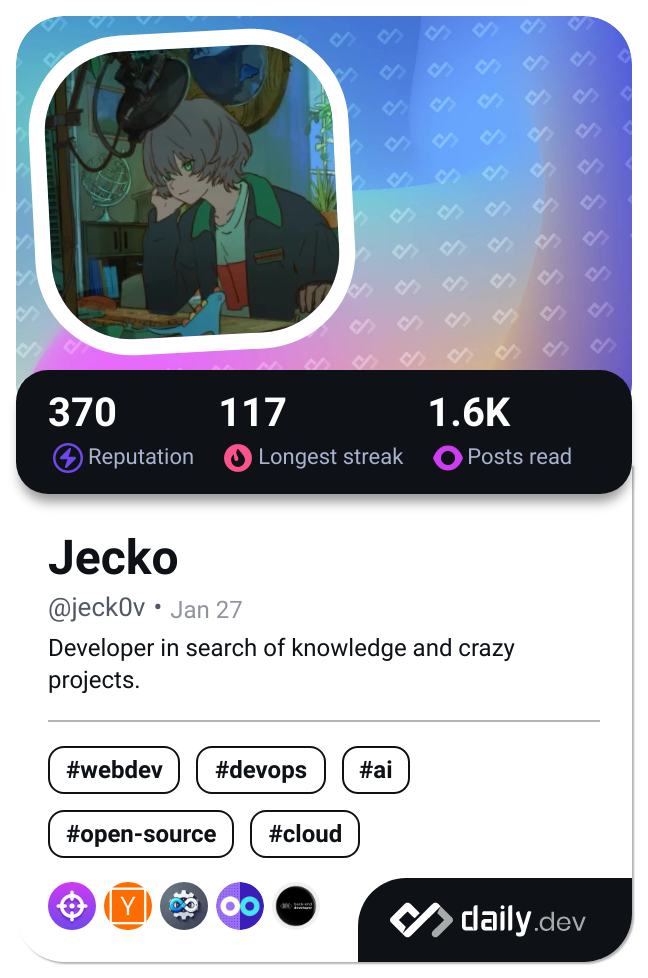 370 117 1.6K
Reputation Longest streak Posts read
Jecko
@jeck0v • Jan 27
Developer in search of knowledge and crazy
projects.
#webdev #devops #ai
#open-source #cloud
Y
daily.dev